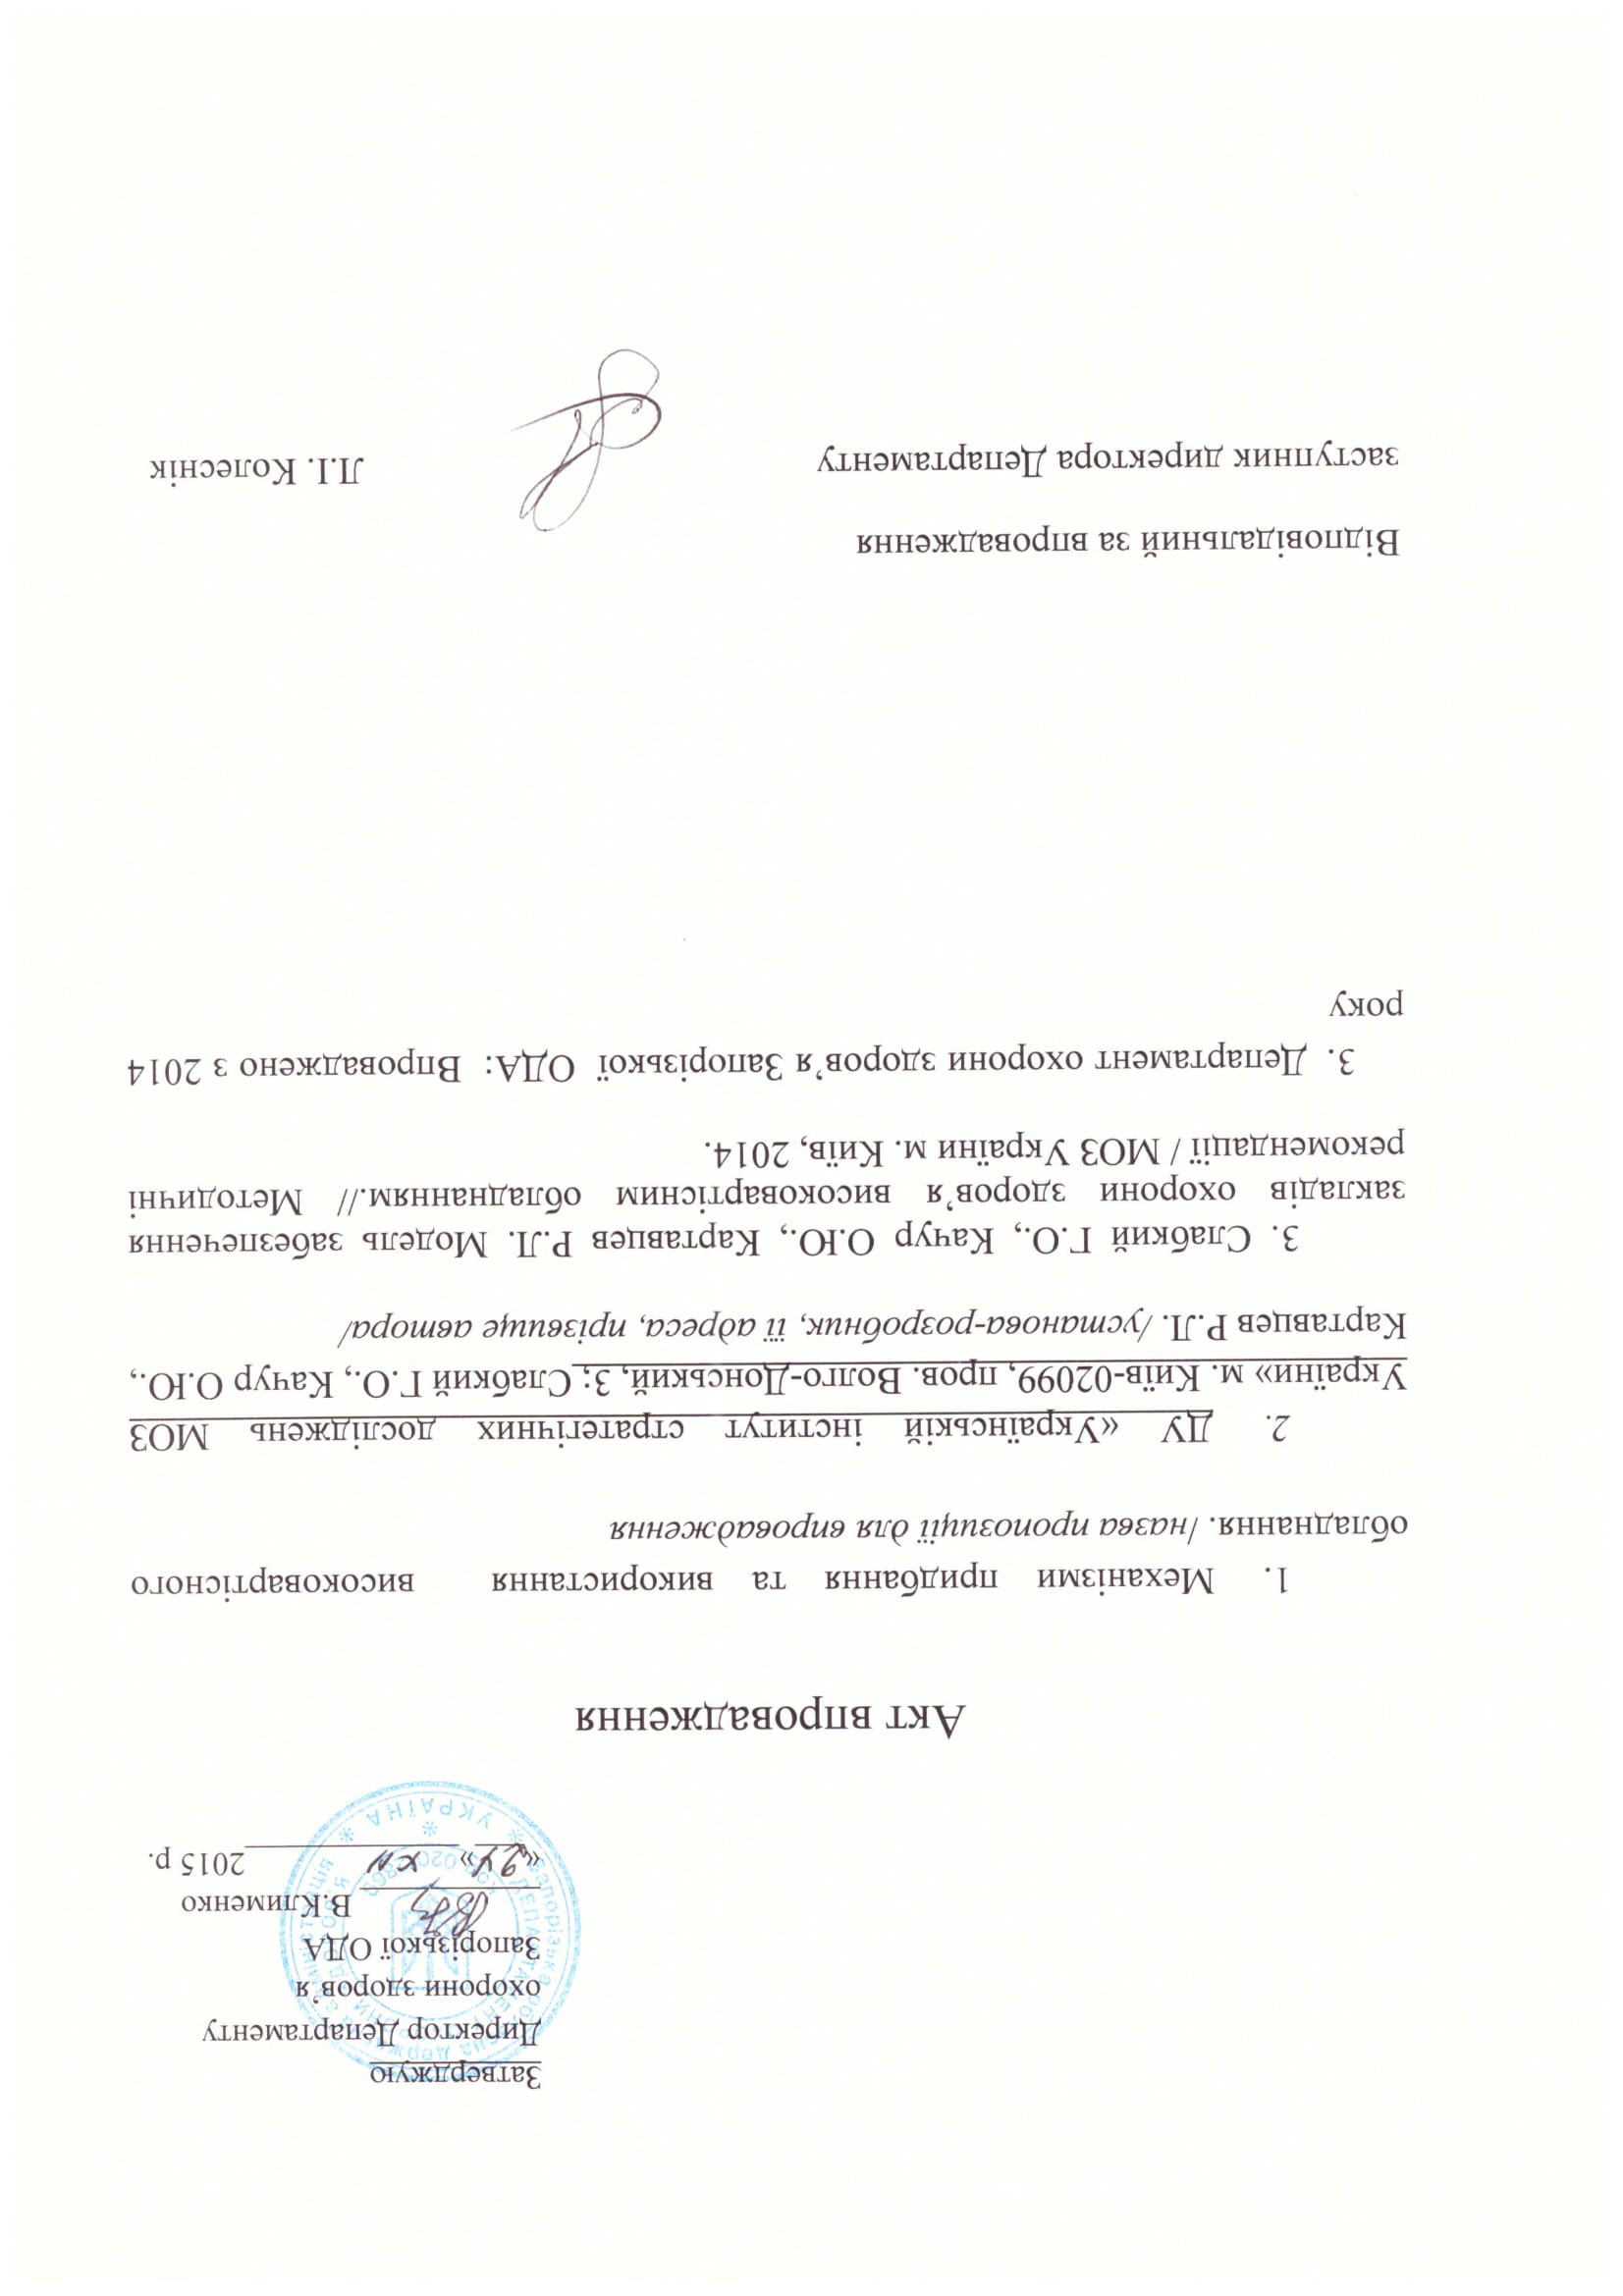 Затверджую
Директор Департаменту
охорони здоров'я
Запорізької ОДА
В.Клименко
« » 2015 р.
УКРАЇНА
Акт впровадження
1. Механізми придбання та використання високовартісного
обладнання. /назва пропозиції для впровадження
2. ДУ «Українській інститут стратегічних досліджень МОЗ
України» м. Київ-02099, пров. Волго-Донський, 3; Слабкий Г.О., Качур О.Ю.,
Картавцев Р.Л. /установа-розробник, її адреса, прізвище автора/
3. Слабкий Г.О., Качур О.Ю., Картавцев Р.Л. Модель забезпечення
закладів охорони здоров'я високовартісним обладнанням.// Методичні
рекомендації / МОЗ України м. Київ, 2014.
3. Департамент охорони здоров'я Запорізької ОДА: Впроваджено з 2014
року
Відповідальний за впровадження
заступник директора Департаменту Л.І. Колеснік